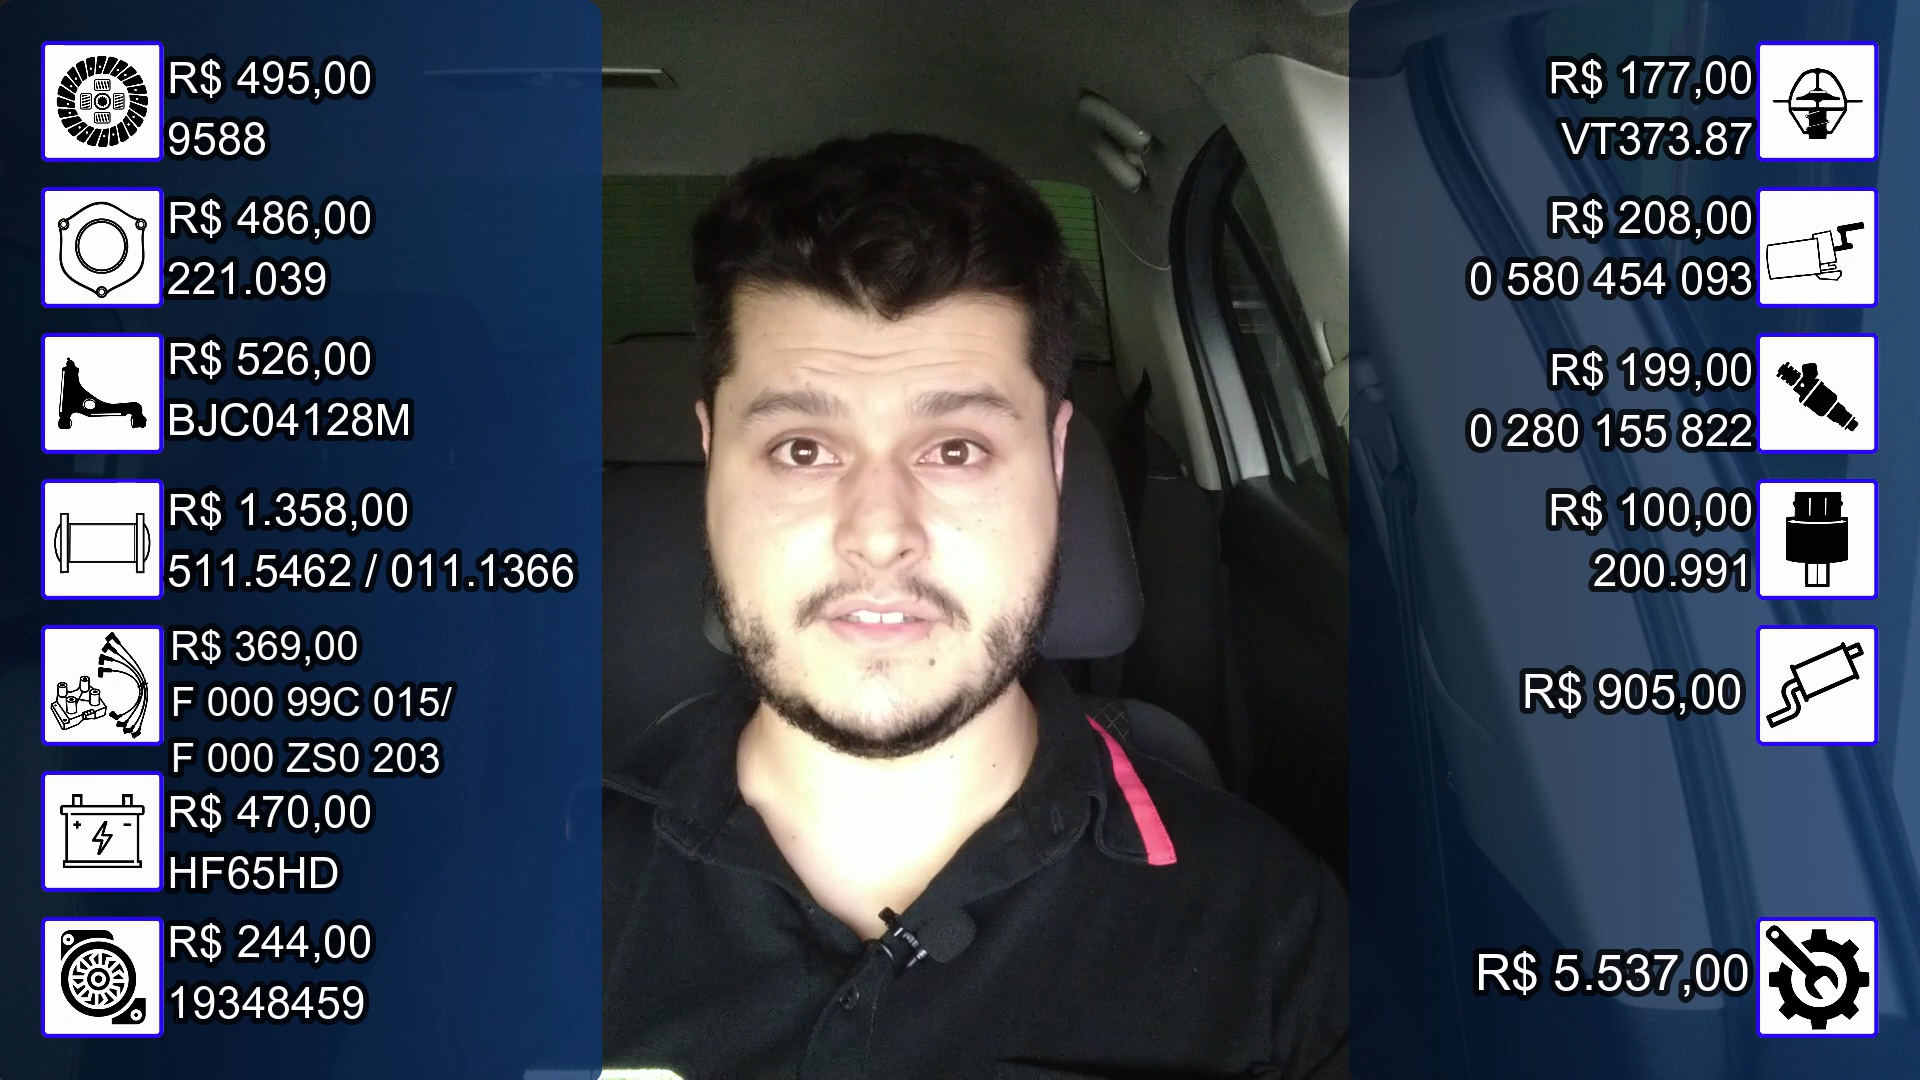 R$ 495,00
9588
R$ 486,00
221.039
R$ 526,00
BJC04128M
R$ 1.358,00
511.5462 / 011.1366
R$ 369,00
F 000 99C 015/
F 000 ZS0 203
R$ 470,00
HF65HD
R$ 244,00
19348459
R$ 177,00
VT373.87
R$ 208,00
0 580 454 093
R$ 199,00
0 280 155 822
R$ 100,00
200.991
R$ 905,00
R$ 5.537,00